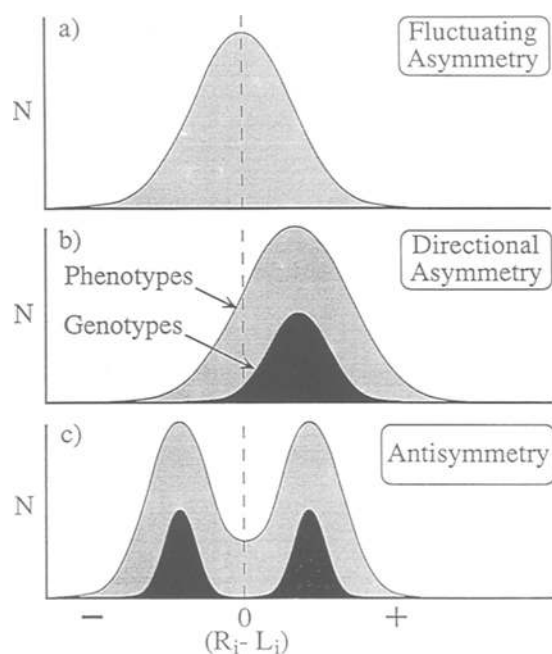 a)
Fluctuating
Asymmetry
N
b)
Directional
Asymmetry
Phenotypes
Genotypes
N
c)
Antisymmetry
N
− 0 +
(Ri- Li)